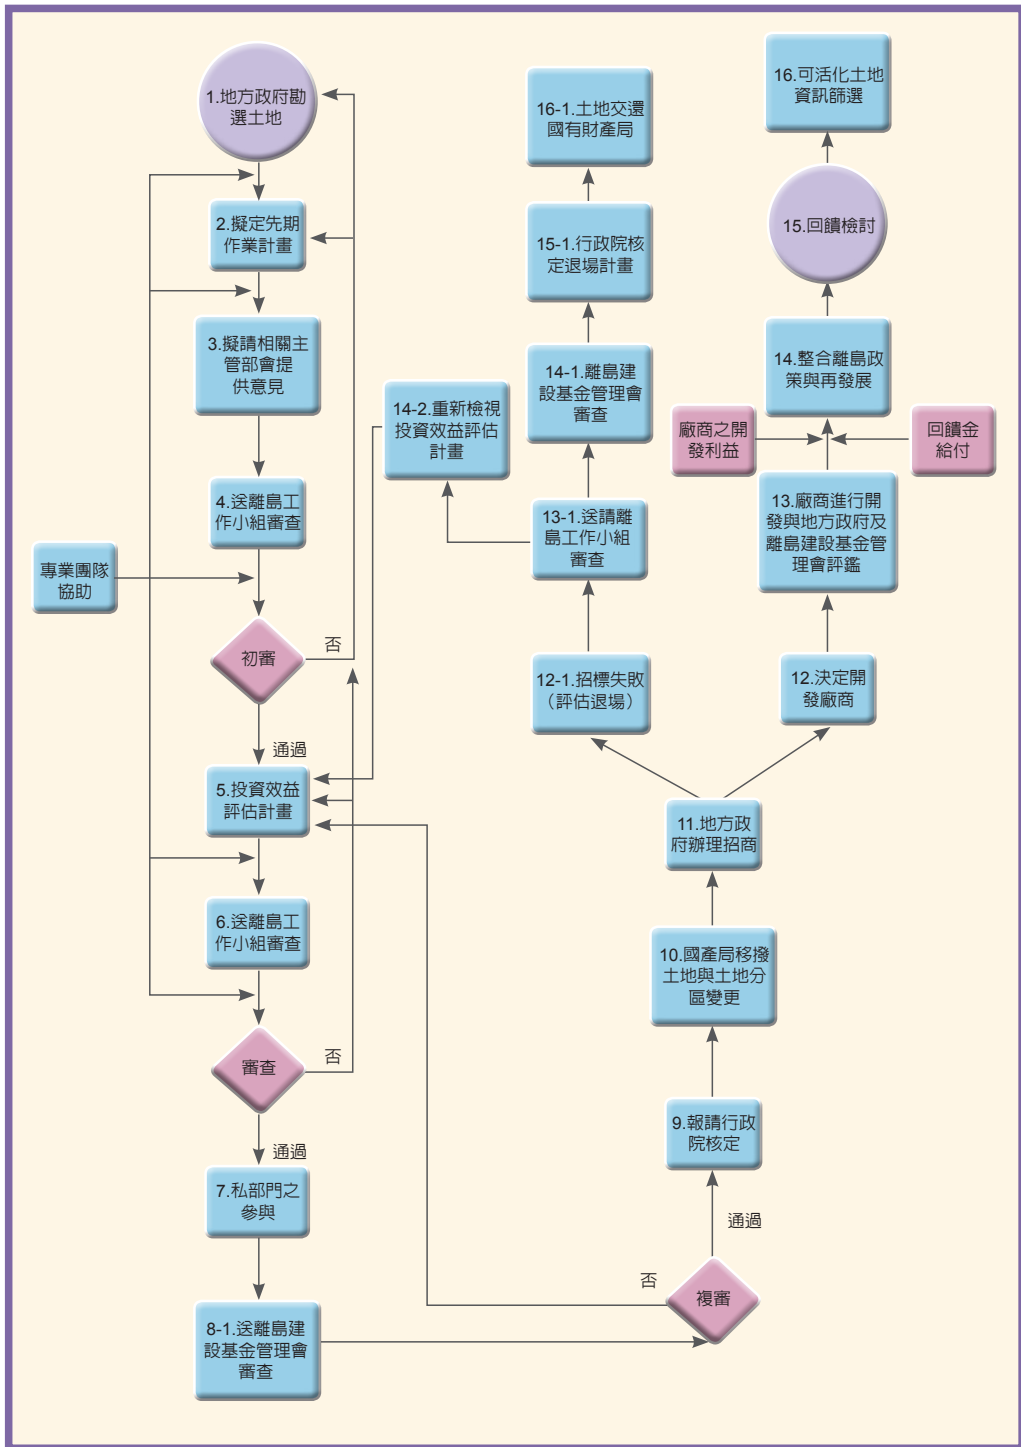 1.地方政府勘
選土地
2.擬定先期
作業計畫
3.擬請相關主
管部會提
供意見
4.送離島工
作小組審查
專業團隊
協助
初審
否
通過
5.投資效益
評估計畫
6.送離島工
作小組審查
審查
否
通過
7.私部門之
參與
8-1.送離島建
設基金管理會
審查
複審
否
通過
9.報請行政
院核定
10.國產局移撥
土地與土地分
區變更
11.地方政
府辦理招商
12-1.招標失敗
（評估退場）
13-1.送請離
島工作小組
審查
14-2.重新檢視
投資效益評估
計畫
14-1.離島建
設基金管理會
審查
15-1.行政院核
定退場計畫
16-1.土地交還
國有財產局
12.決定開
發廠商
13.廠商進行開
發與地方政府及
離島建設基金管
理會評鑑
廠商之開
發利益
回饋金
給付
14.整合離島政
策與再發展
15.回饋檢討
16.可活化土地
資訊篩選